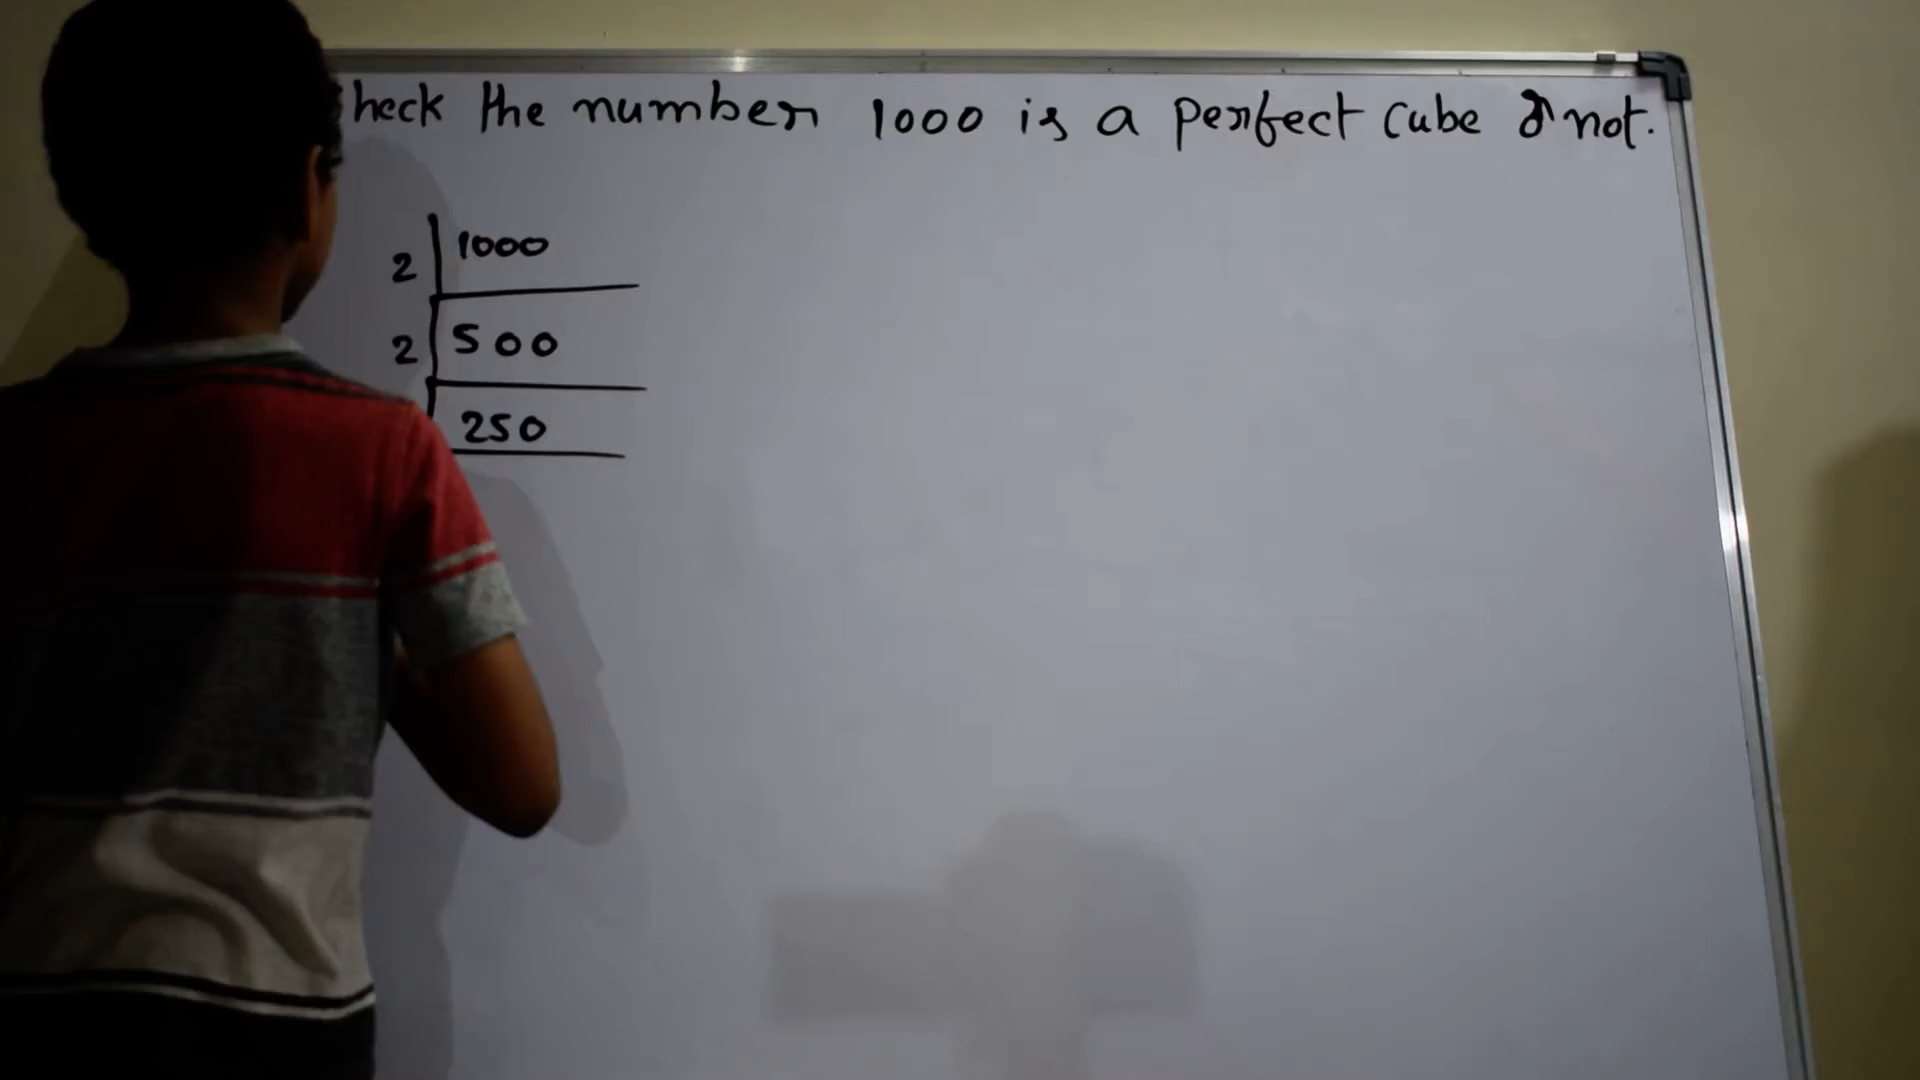 heck the number 1000 is a perfect cube or not.
2 1000
2 500
250